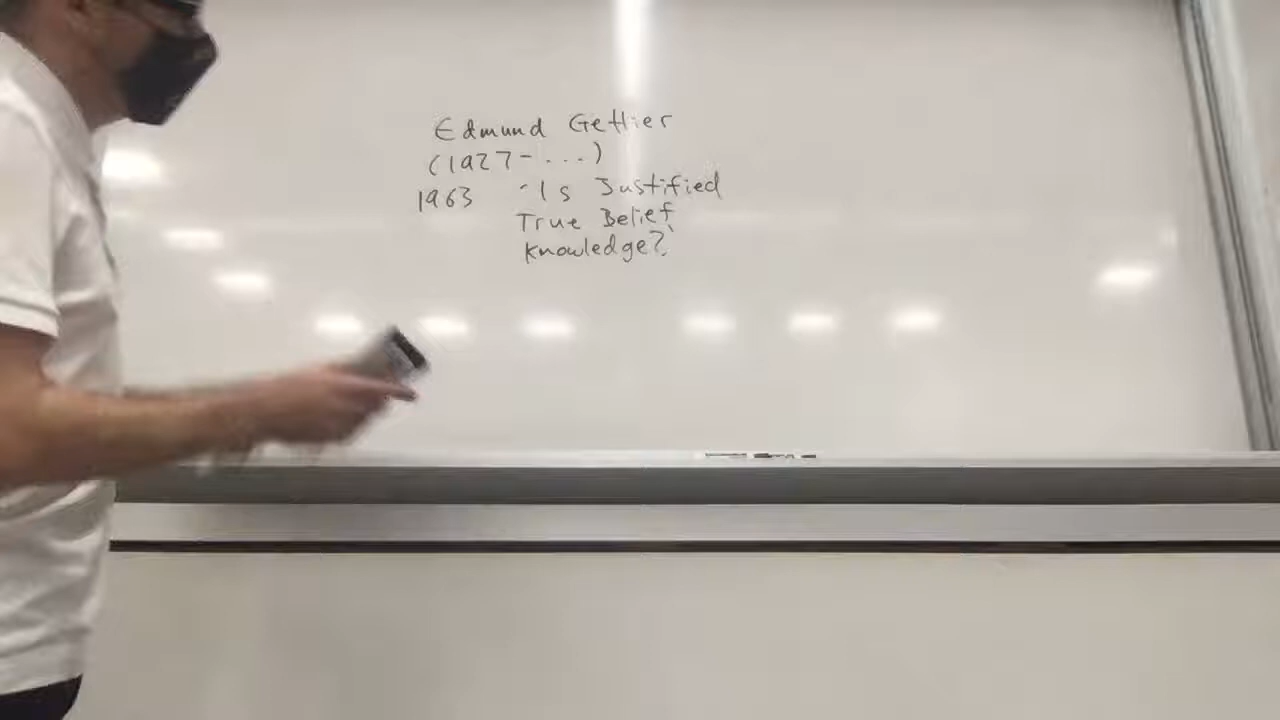 Edmund Gettier
(1927-...)
1963 "Is Justified
True Belief
Knowledge?"